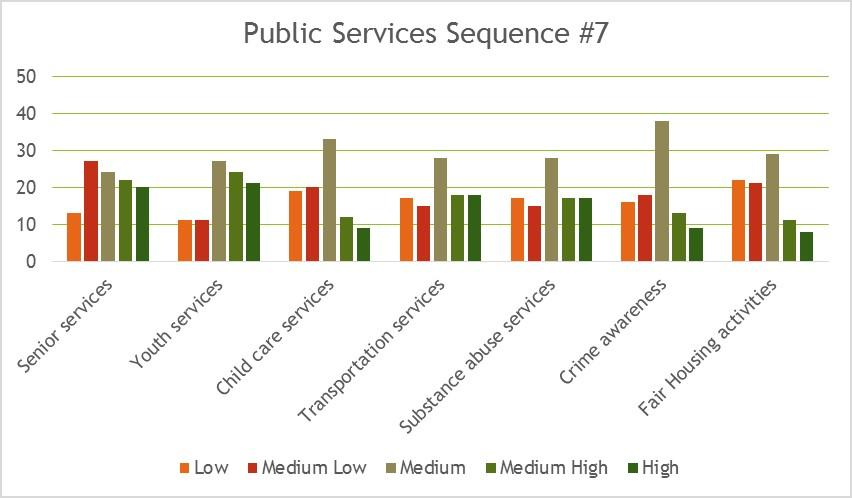 Public Services Sequence #7
50
40
30
20
10
0
Senior services
Youth services
Child care services
Transportation services
Substance abuse services
Crime awareness
Fair Housing activities
Low Medium Low Medium Medium High High